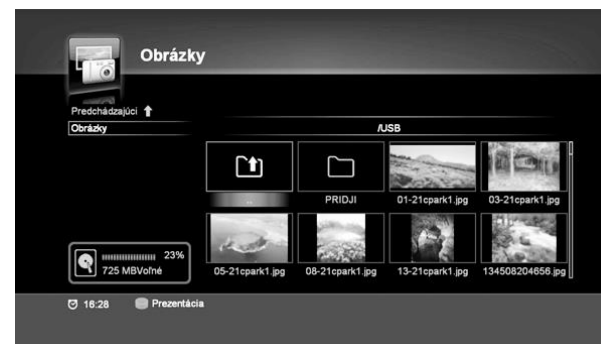 Obrázky
Predchádzajúci
Obrázky
/USB
..
PRIDJI
01-21cpark1.jpg
03-21cpark1.jpg
05-21cpark1.jpg
08-21cpark1.jpg
13-21cpark1.jpg
134508204656.jpg
23%
725 MBVoľné
16:28
Prezentácia